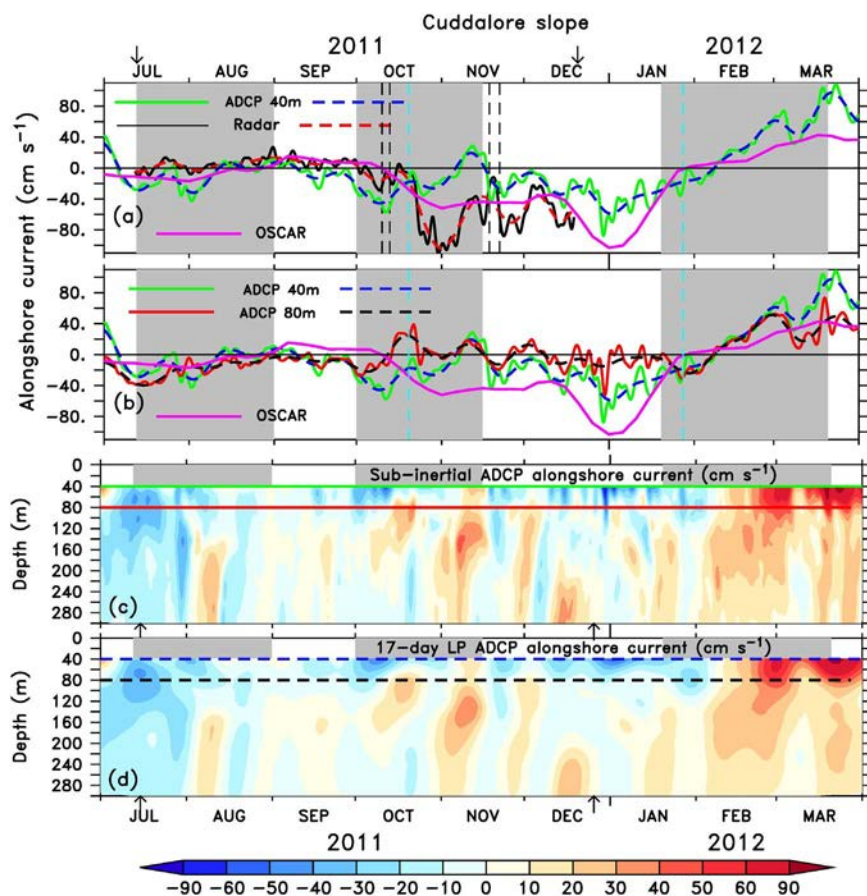 Cuddalore slope
2011 2012
JUL AUG SEP OCT NOV DEC JAN FEB MAR
Alongshore current (cm s⁻¹)
80.
40.
0.
-40.
-80.
ADCP 40m
Radar
(a)
OSCAR
80.
40.
0.
-40.
-80.
ADCP 40m
ADCP 80m
(b)
OSCAR
Depth (m)
0
40
80
120
160
200
240
280
Sub-inertial ADCP alongshore current (cm s⁻¹)
(c)
Depth (m)
0
40
80
120
160
200
240
280
17-day LP ADCP alongshore current (cm s⁻¹)
(d)
JUL AUG SEP OCT NOV DEC JAN FEB MAR
2011 2012
-90 -60 -50 -40 -30 -20 -10 0 10 20 30 40 50 60 90